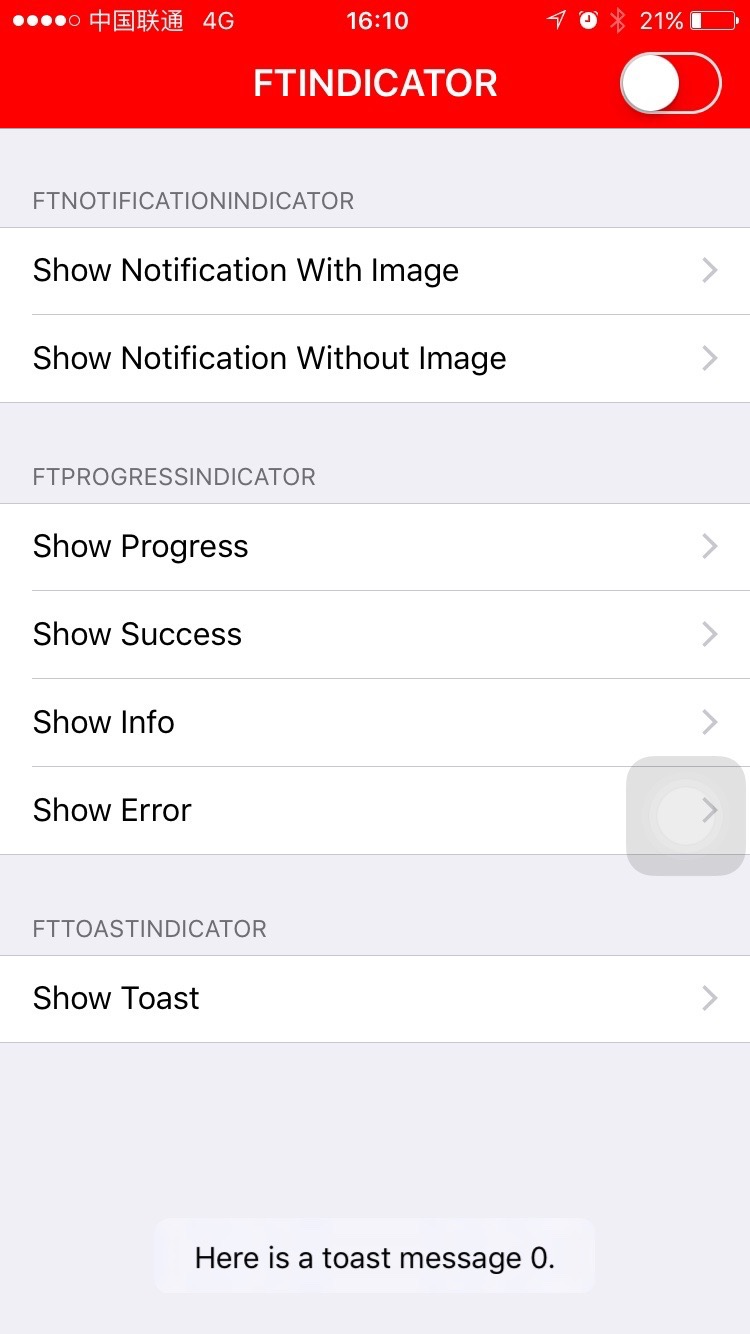 中国联通 4G 16:10 21%
FTINDICATOR
FTNOTIFICATIONINDICATOR
Show Notification With Image
Show Notification Without Image
FTPROGRESSINDICATOR
Show Progress
Show Success
Show Info
Show Error
FTTOASTINDICATOR
Show Toast
Here is a toast message 0.